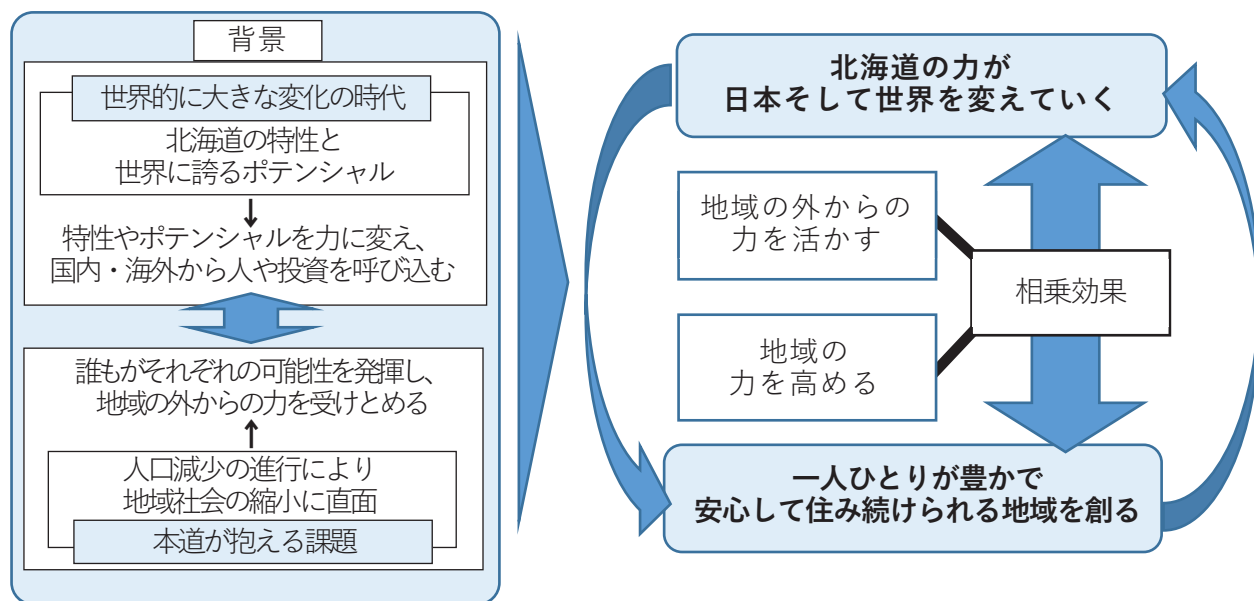 背景
世界的に大きな変化の時代
北海道の特性と
世界に誇るポテンシャル
特性やポテンシャルを力に変え、
国内・海外から人や投資を呼び込む
誰もがそれぞれの可能性を発揮し、
地域の外からの力を受けとめる
人口減少の進行により
地域社会の縮小に直面
本道が抱える課題
北海道の力が
日本そして世界を変えていく
地域の外からの
力を活かす
相乗効果
地域の
力を高める
一人ひとりが豊かで
安心して住み続けられる地域を創る